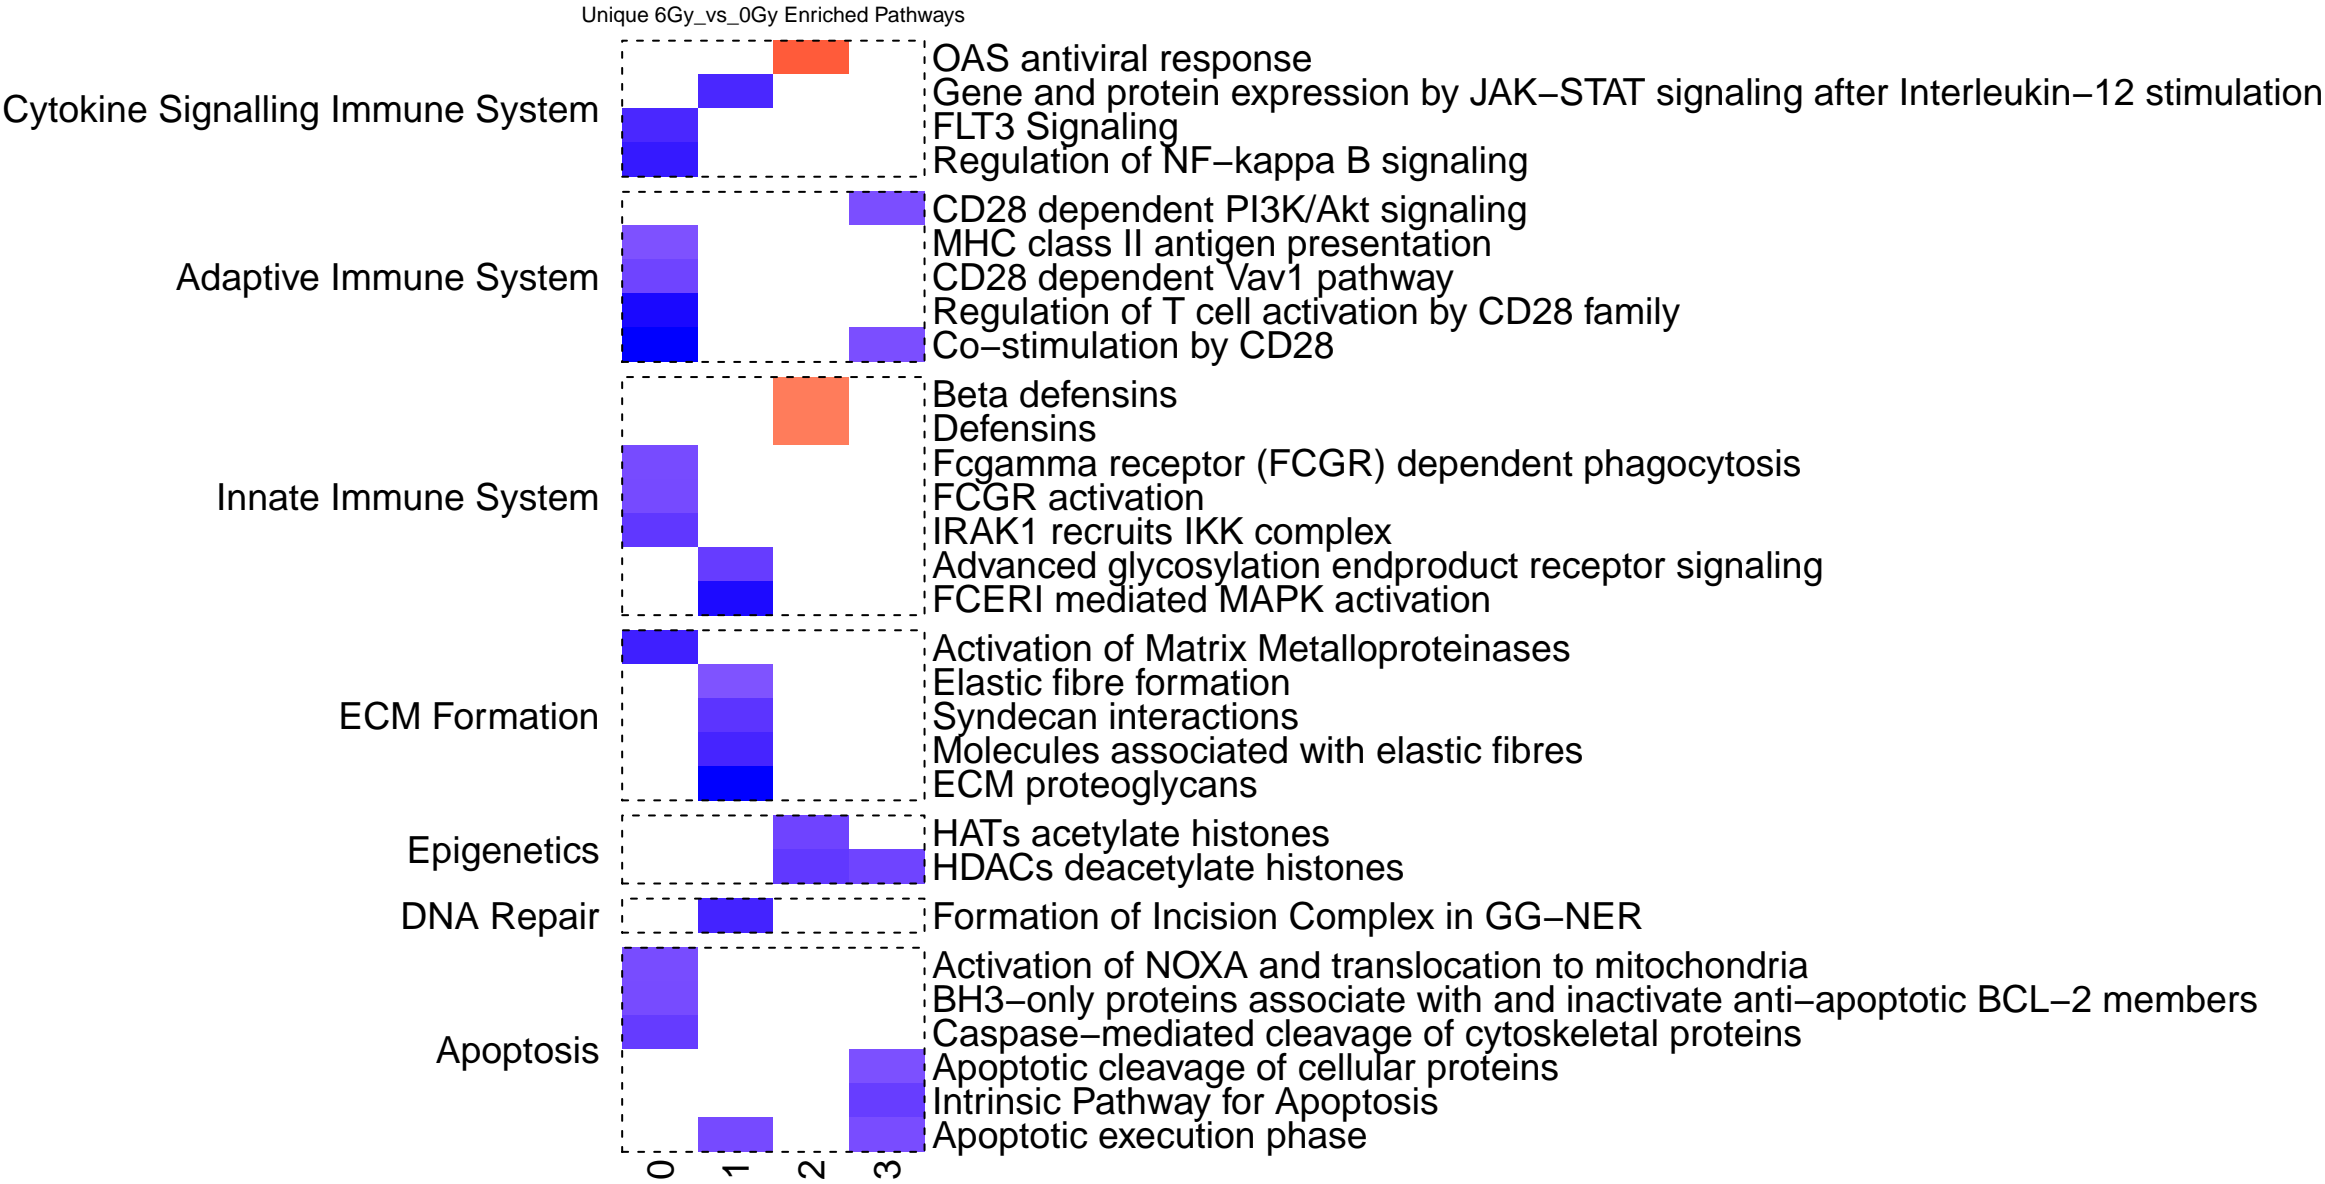 Unique 6Gy_vs_0Gy Enriched Pathways
Cytokine Signalling Immune System
OAS antiviral response
Gene and protein expression by JAK−STAT signaling after Interleukin−12 stimulation
FLT3 Signaling
Regulation of NF−kappa B signaling
Adaptive Immune System
CD28 dependent PI3K/Akt signaling
MHC class II antigen presentation
CD28 dependent Vav1 pathway
Regulation of T cell activation by CD28 family
Co−stimulation by CD28
Innate Immune System
Beta defensins
Defensins
Fcgamma receptor (FCGR) dependent phagocytosis
FCGR activation
IRAK1 recruits IKK complex
Advanced glycosylation endproduct receptor signaling
FCERI mediated MAPK activation
ECM Formation
Activation of Matrix Metalloproteinases
Elastic fibre formation
Syndecan interactions
Molecules associated with elastic fibres
ECM proteoglycans
Epigenetics
HATs acetylate histones
HDACs deacetylate histones
DNA Repair
Formation of Incision Complex in GG−NER
Apoptosis
Activation of NOXA and translocation to mitochondria
BH3−only proteins associate with and inactivate anti−apoptotic BCL−2 members
Caspase−mediated cleavage of cytoskeletal proteins
Apoptotic cleavage of cellular proteins
Intrinsic Pathway for Apoptosis
Apoptotic execution phase
0 1 2 3